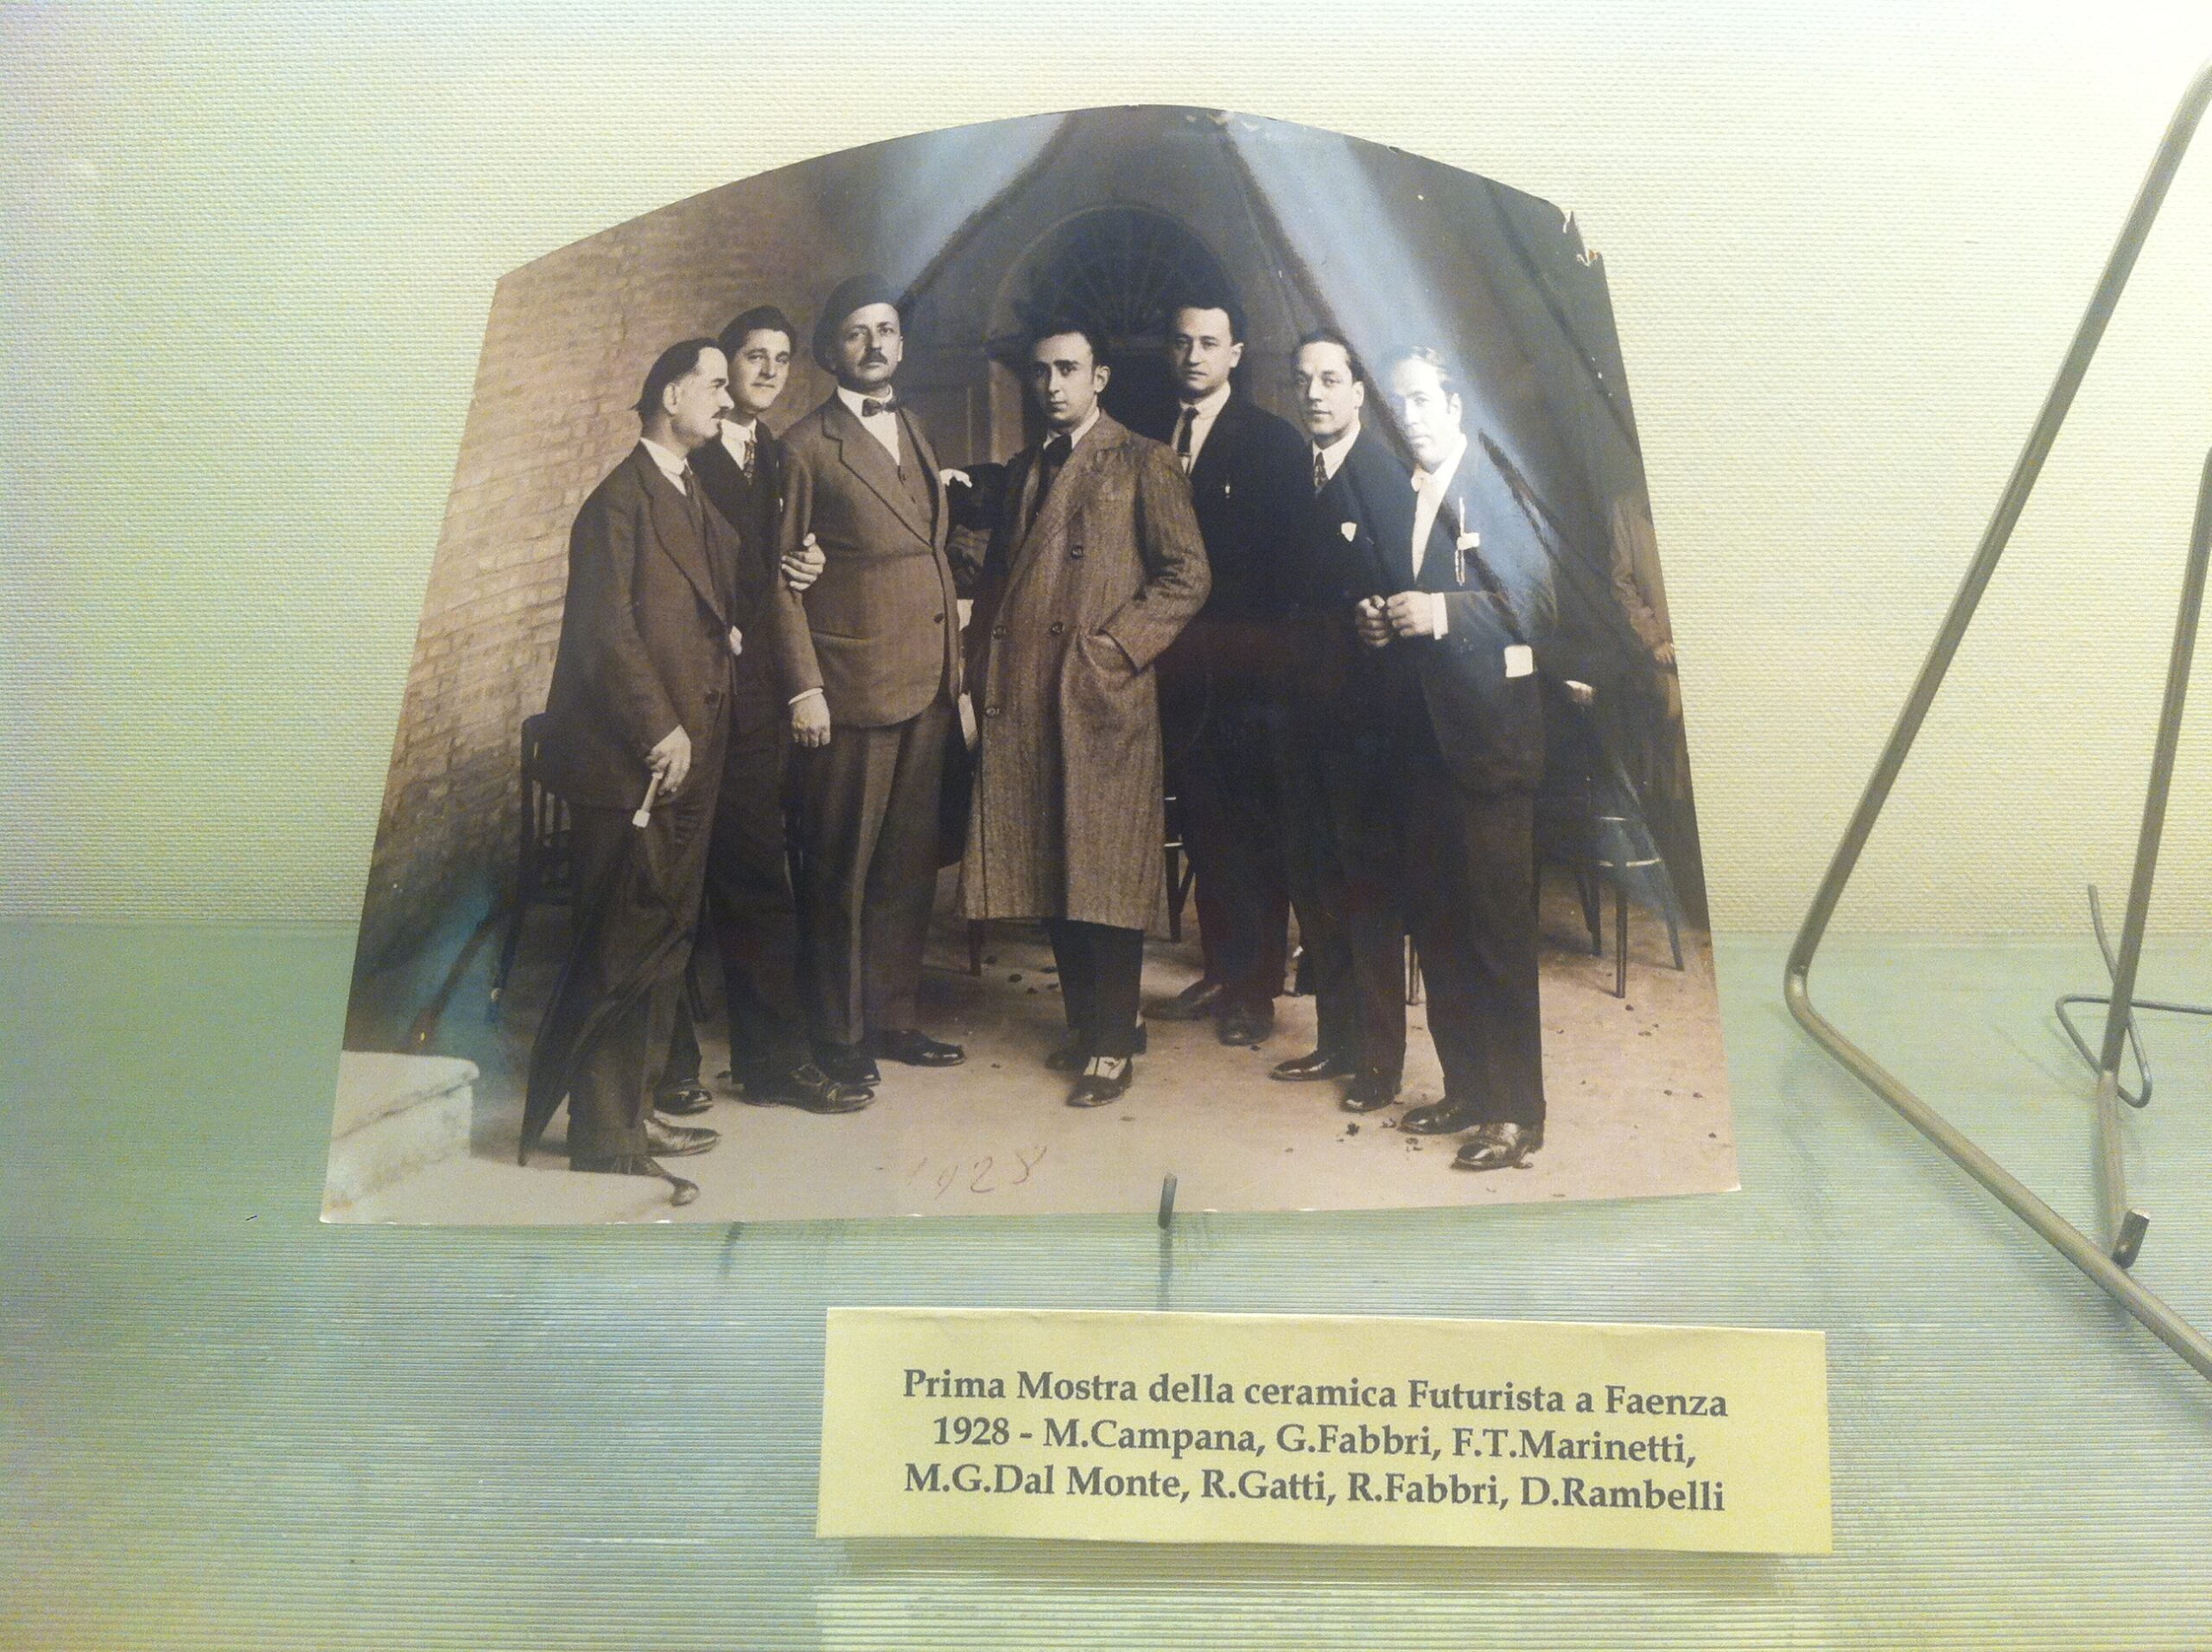 1928
Prima Mostra della ceramica Futurista a Faenza
1928 - M.Campana, G.Fabbri, F.T.Marinetti,
M.G.Dal Monte, R.Gatti, R.Fabbri, D.Rambelli